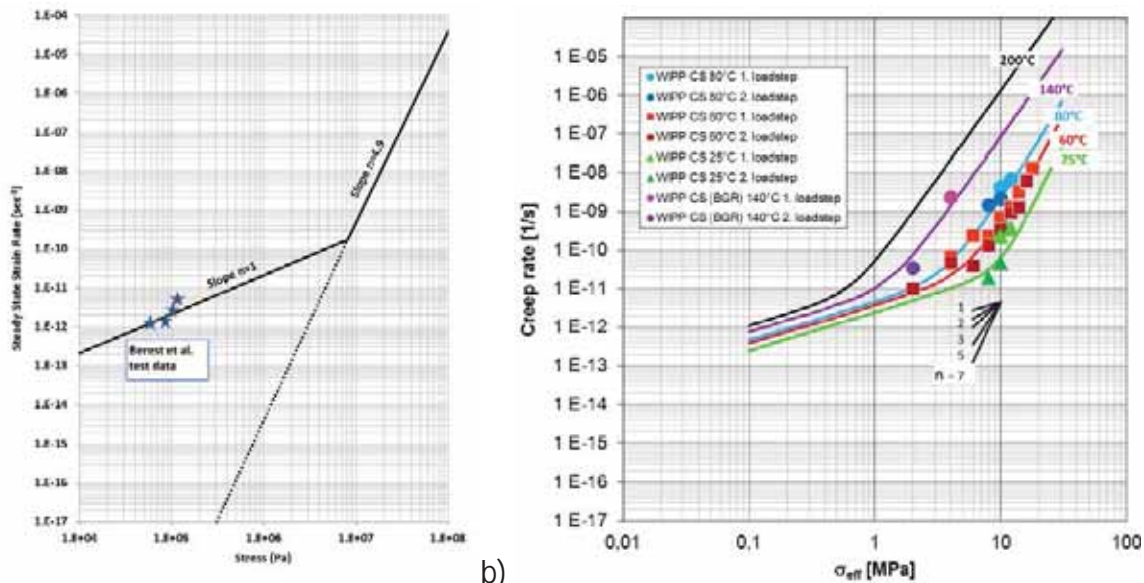 1.E-04
1.E-05
1.E-06
1.E-07
1.E-08
1.E-09
1.E-10
1.E-11
1.E-12
1.E-13
1.E-14
1.E-15
1.E-16
1.E-17
Steady State Strain Rate (sec⁻¹)
Slope n=4.9
Slope n=1
Berest et al.
test data
1.E+04 1.E+05 1.E+06 1.E+07 1.E+08
Stress (Pa)
b)
1 E-05
1 E-06
1 E-07
1 E-08
1 E-09
1 E-10
1 E-11
1 E-12
1 E-13
1 E-14
1 E-15
1 E-16
1 E-17
Creep rate [1/s]
WIPP CS 80°C 1. loadstep
WIPP CS 80°C 2. loadstep
WIPP CS 60°C 1. loadstep
WIPP CS 60°C 2. loadstep
WIPP CS 25°C 1. loadstep
WIPP CS 25°C 2. loadstep
WIPP CS (BGR) 140°C 1. loadstep
WIPP CS (BGR) 140°C 2. loadstep
200°C
140°C
80°C
60°C
25°C
1
2
3
5
n = 7
0,01 0,1 1 10 100
σeff [MPa]